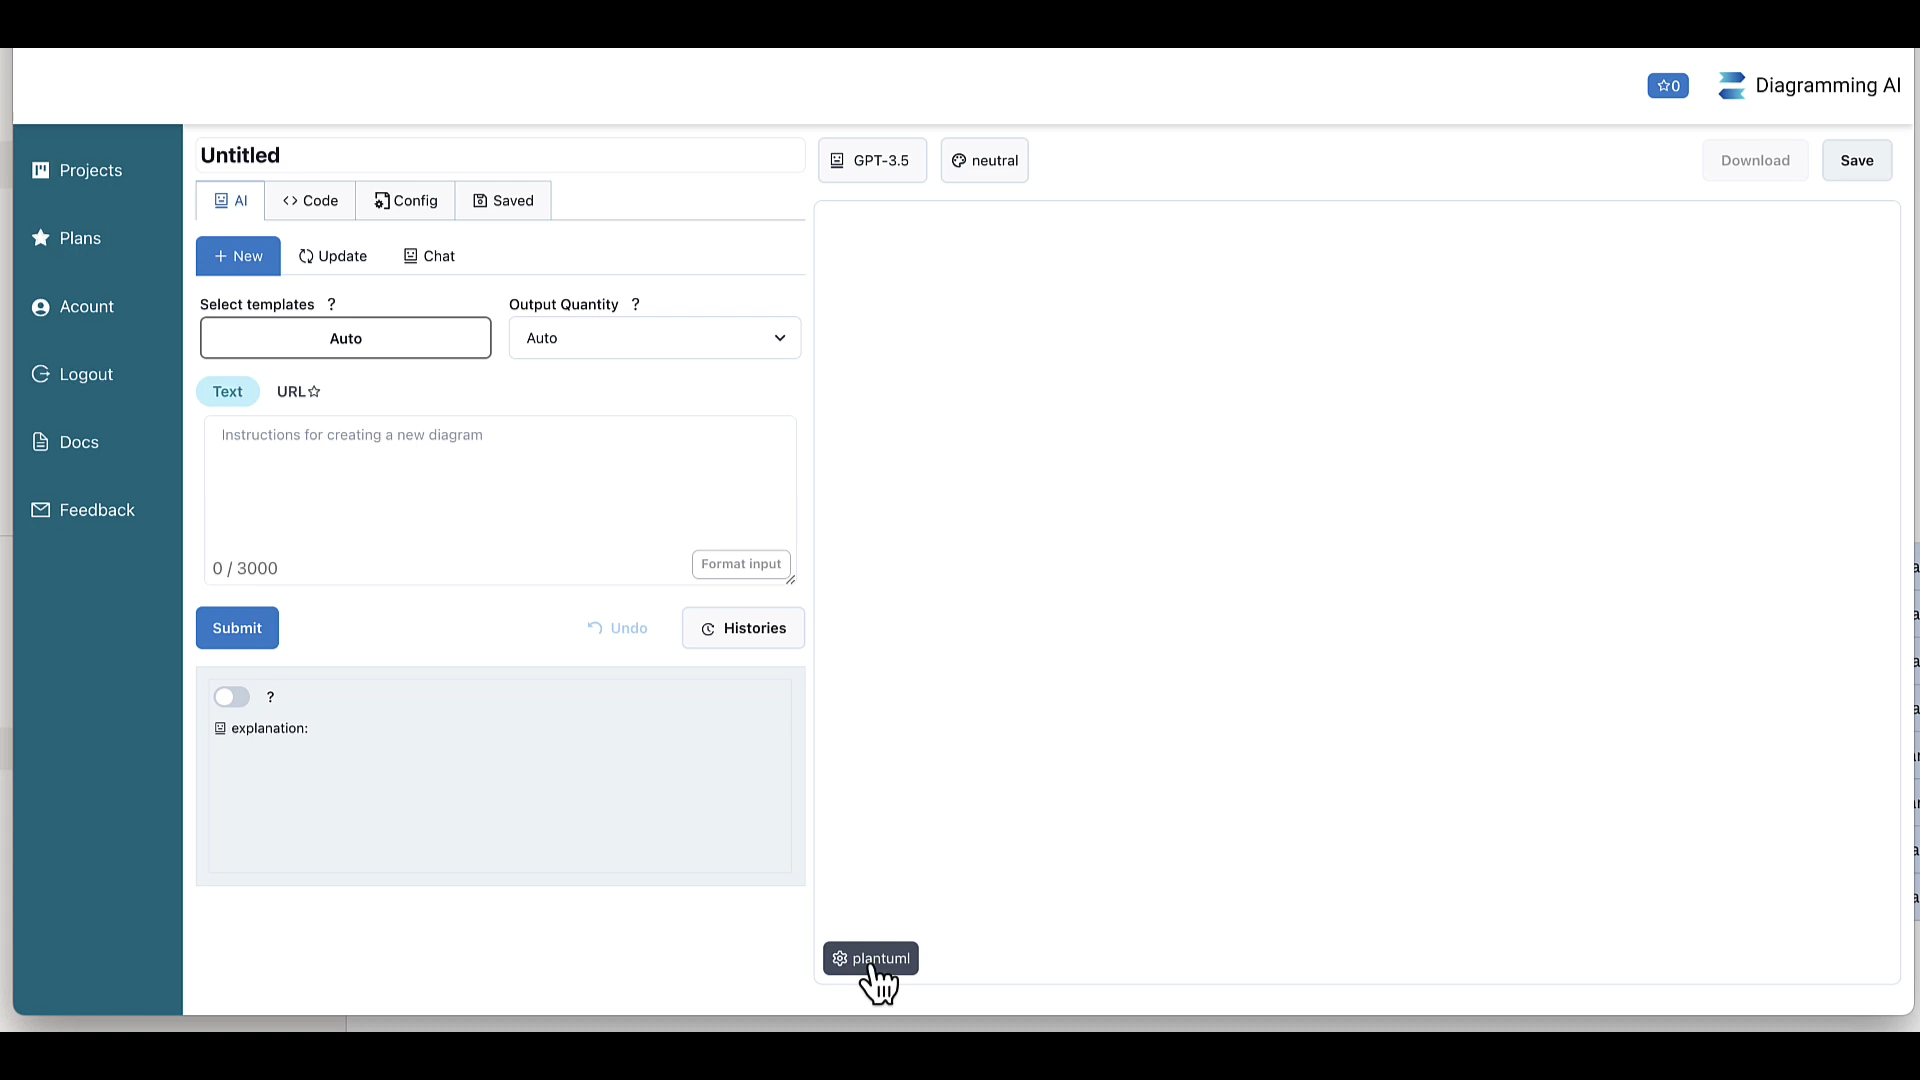 ☆0
Diagramming AI
Projects
Plans
Acount
Logout
Docs
Feedback
Untitled
GPT-3.5
neutral
Download
Save
AI
<> Code
Config
Saved
+ New
Update
Chat
Select templates ?
Output Quantity ?
Auto
Auto
Text
URL☆
Instructions for creating a new diagram
0 / 3000
Format input
Submit
Undo
Histories
?
explanation:
plantuml